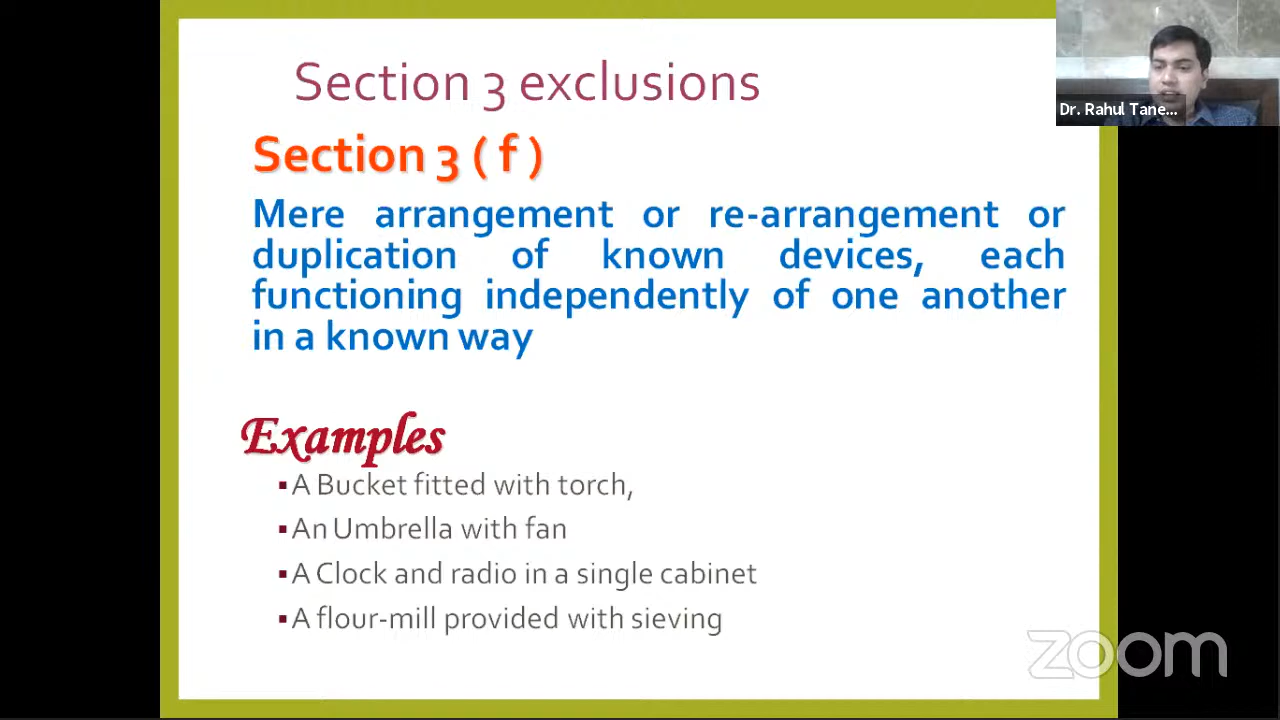 Section 3 exclusions
Dr. Rahul Tane...
Section 3 ( f )
Mere arrangement or re-arrangement or
duplication of known devices, each
functioning independently of one another
in a known way
Examples
▪A Bucket fitted with torch,
▪An Umbrella with fan
▪A Clock and radio in a single cabinet
▪A flour-mill provided with sieving
zoom